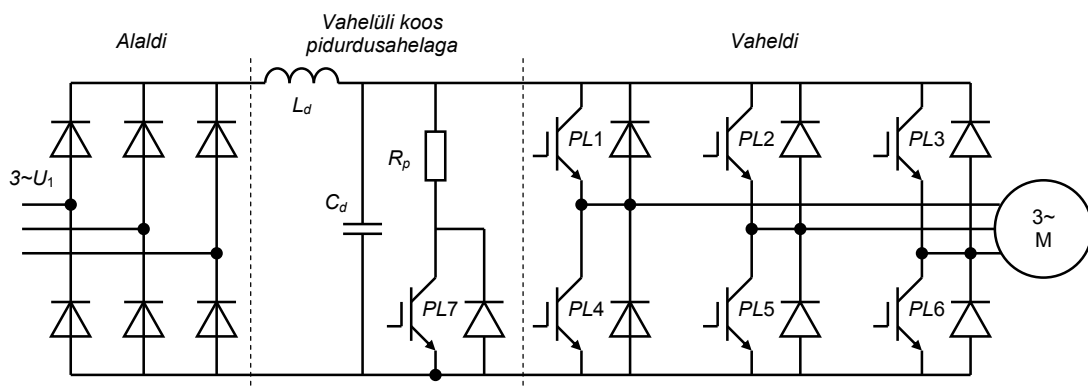 Alaldi
Vahelüli koos
pidurdusahelaga
Vaheldi
L_d
PL1
PL2
PL3
R_p
3~U_1
C_d
3~
M
PL7
PL4
PL5
PL6